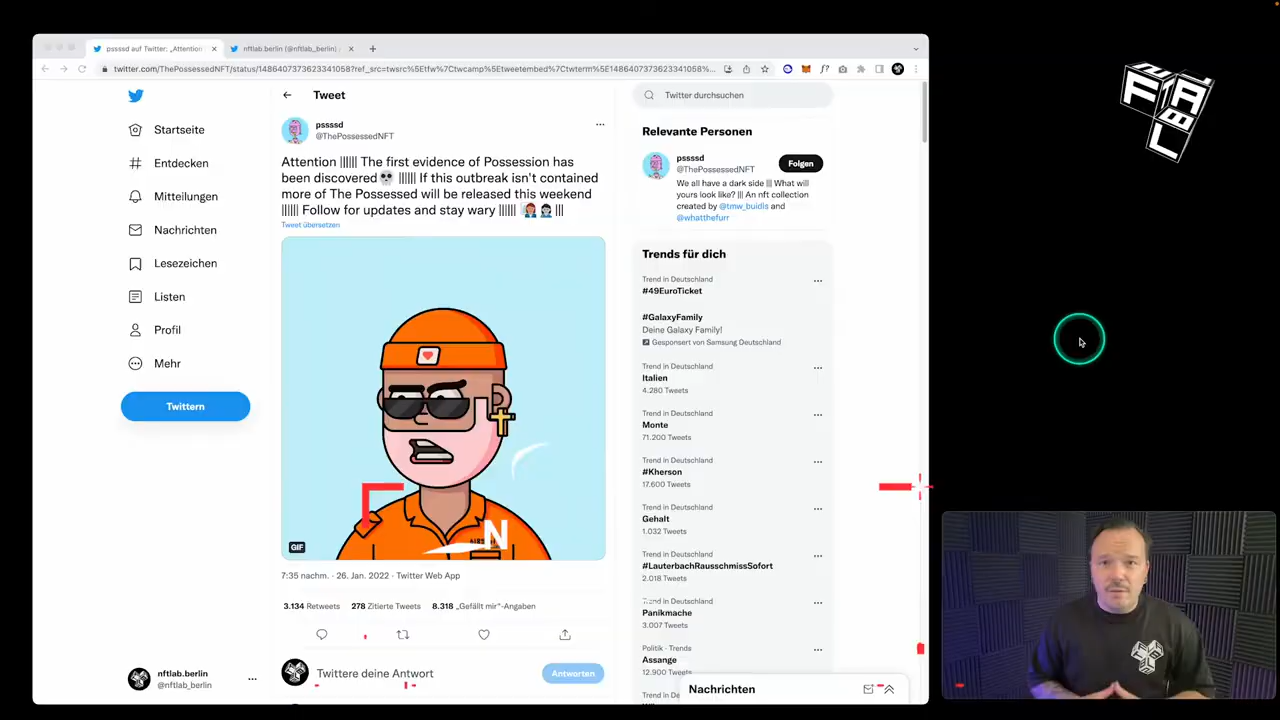 pssssd auf Twitter: „Attention
nftlab.berlin (@nftlab_berlin)
twitter.com/ThePossessedNFT/status/1486407373623341058?ref_src=twsrc%5Etfw%7Ctwcamp%5Etweetembed%7Ctwterm%5E1486407373623341058%7...
Startseite
Entdecken
Mitteilungen
Nachrichten
Lesezeichen
Listen
Profil
Mehr
Twittern
nftlab.berlin
@nftlab_berlin
Tweet
pssssd
@ThePossessedNFT
Attention |||||| The first evidence of Possession has
been discovered💀 |||||| If this outbreak isn't contained
more of The Possessed will be released this weekend
|||||| Follow for updates and stay wary ||||||
Tweet übersetzen
N
GIF
7:35 nachm. · 26. Jan. 2022 · Twitter Web App
3.134 Retweets 278 Zitierte Tweets 8.318 „Gefällt mir“-Angaben
Twittere deine Antwort
Antworten
Twitter durchsuchen
Relevante Personen
pssssd
@ThePossessedNFT
Folgen
We all have a dark side ||| What will
yours look like? ||| An nft collection
created by @tmw_buidls and
@whatthefurr
Trends für dich
Trend in Deutschland
#49EuroTicket
#GalaxyFamily
Deine Galaxy Family!
Gesponsert von Samsung Deutschland
Trend in Deutschland
Italien
4.280 Tweets
Trend in Deutschland
Monte
71.200 Tweets
Trend in Deutschland
#Kherson
17.600 Tweets
Trend in Deutschland
Gehalt
1.032 Tweets
Trend in Deutschland
#LauterbachRausschmissSofort
2.018 Tweets
Trend in Deutschland
Panikmache
3.007 Tweets
Politik · Trends
Assange
12.900 Tweets
Nachrichten